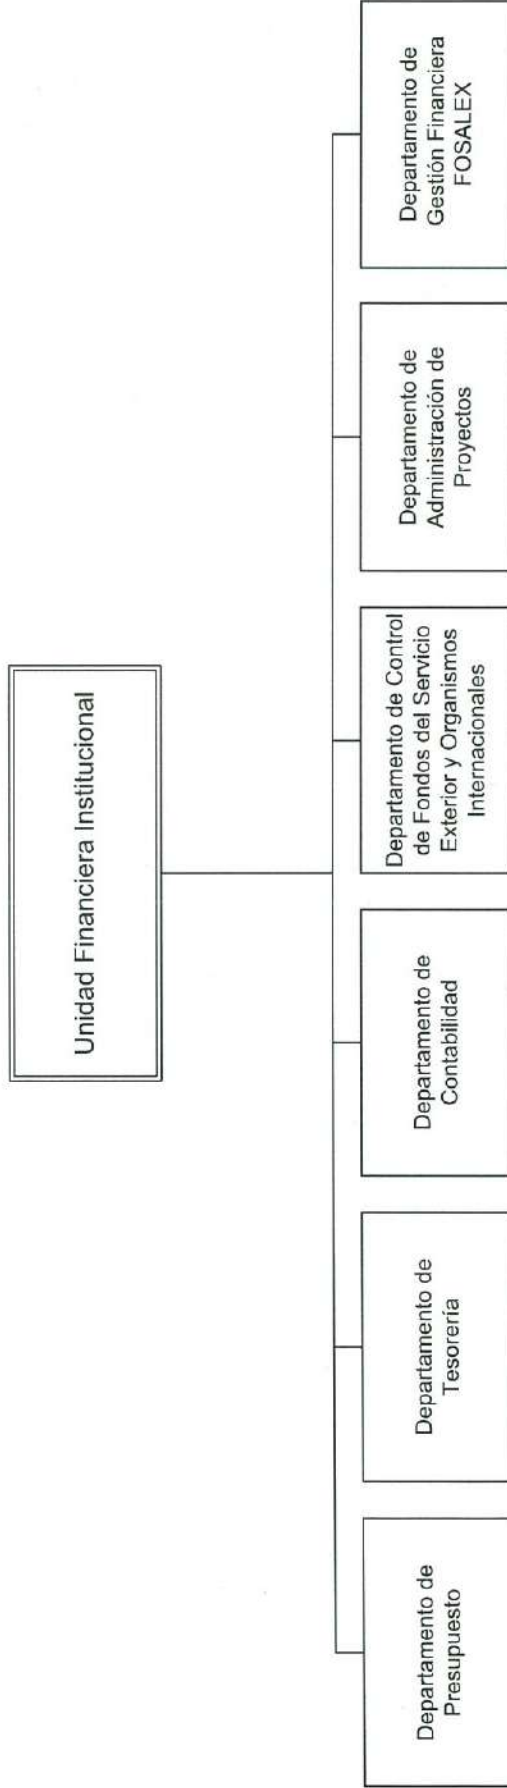 Unidad Financiera Institucional
Departamento de
Presupuesto
Departamento de
Tesorería
Departamento de
Contabilidad
Departamento de Control
de Fondos del Servicio
Exterior y Organismos
Internacionales
Departamento de
Administración de
Proyectos
Departamento de
Gestión Financiera
FOSALEX